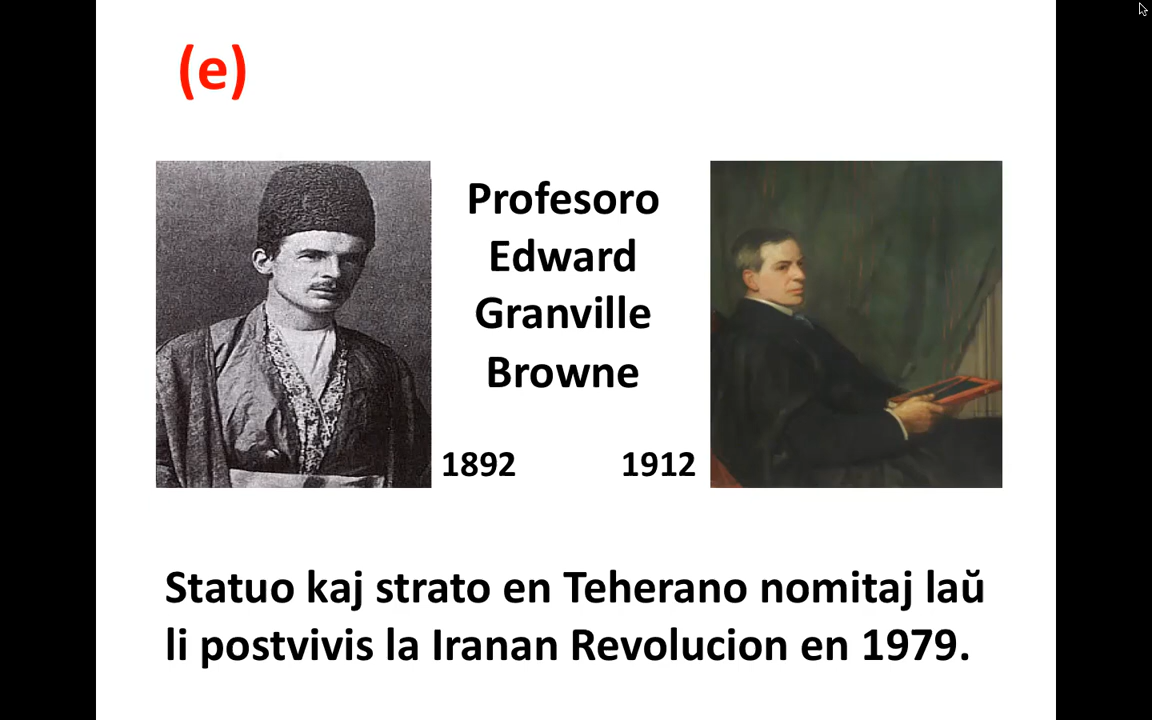 (e)
Profesoro
Edward
Granville
Browne
1892
1912
Statuo kaj strato en Teherano nomitaj laŭ
li postvivis la Iranan Revolucion en 1979.